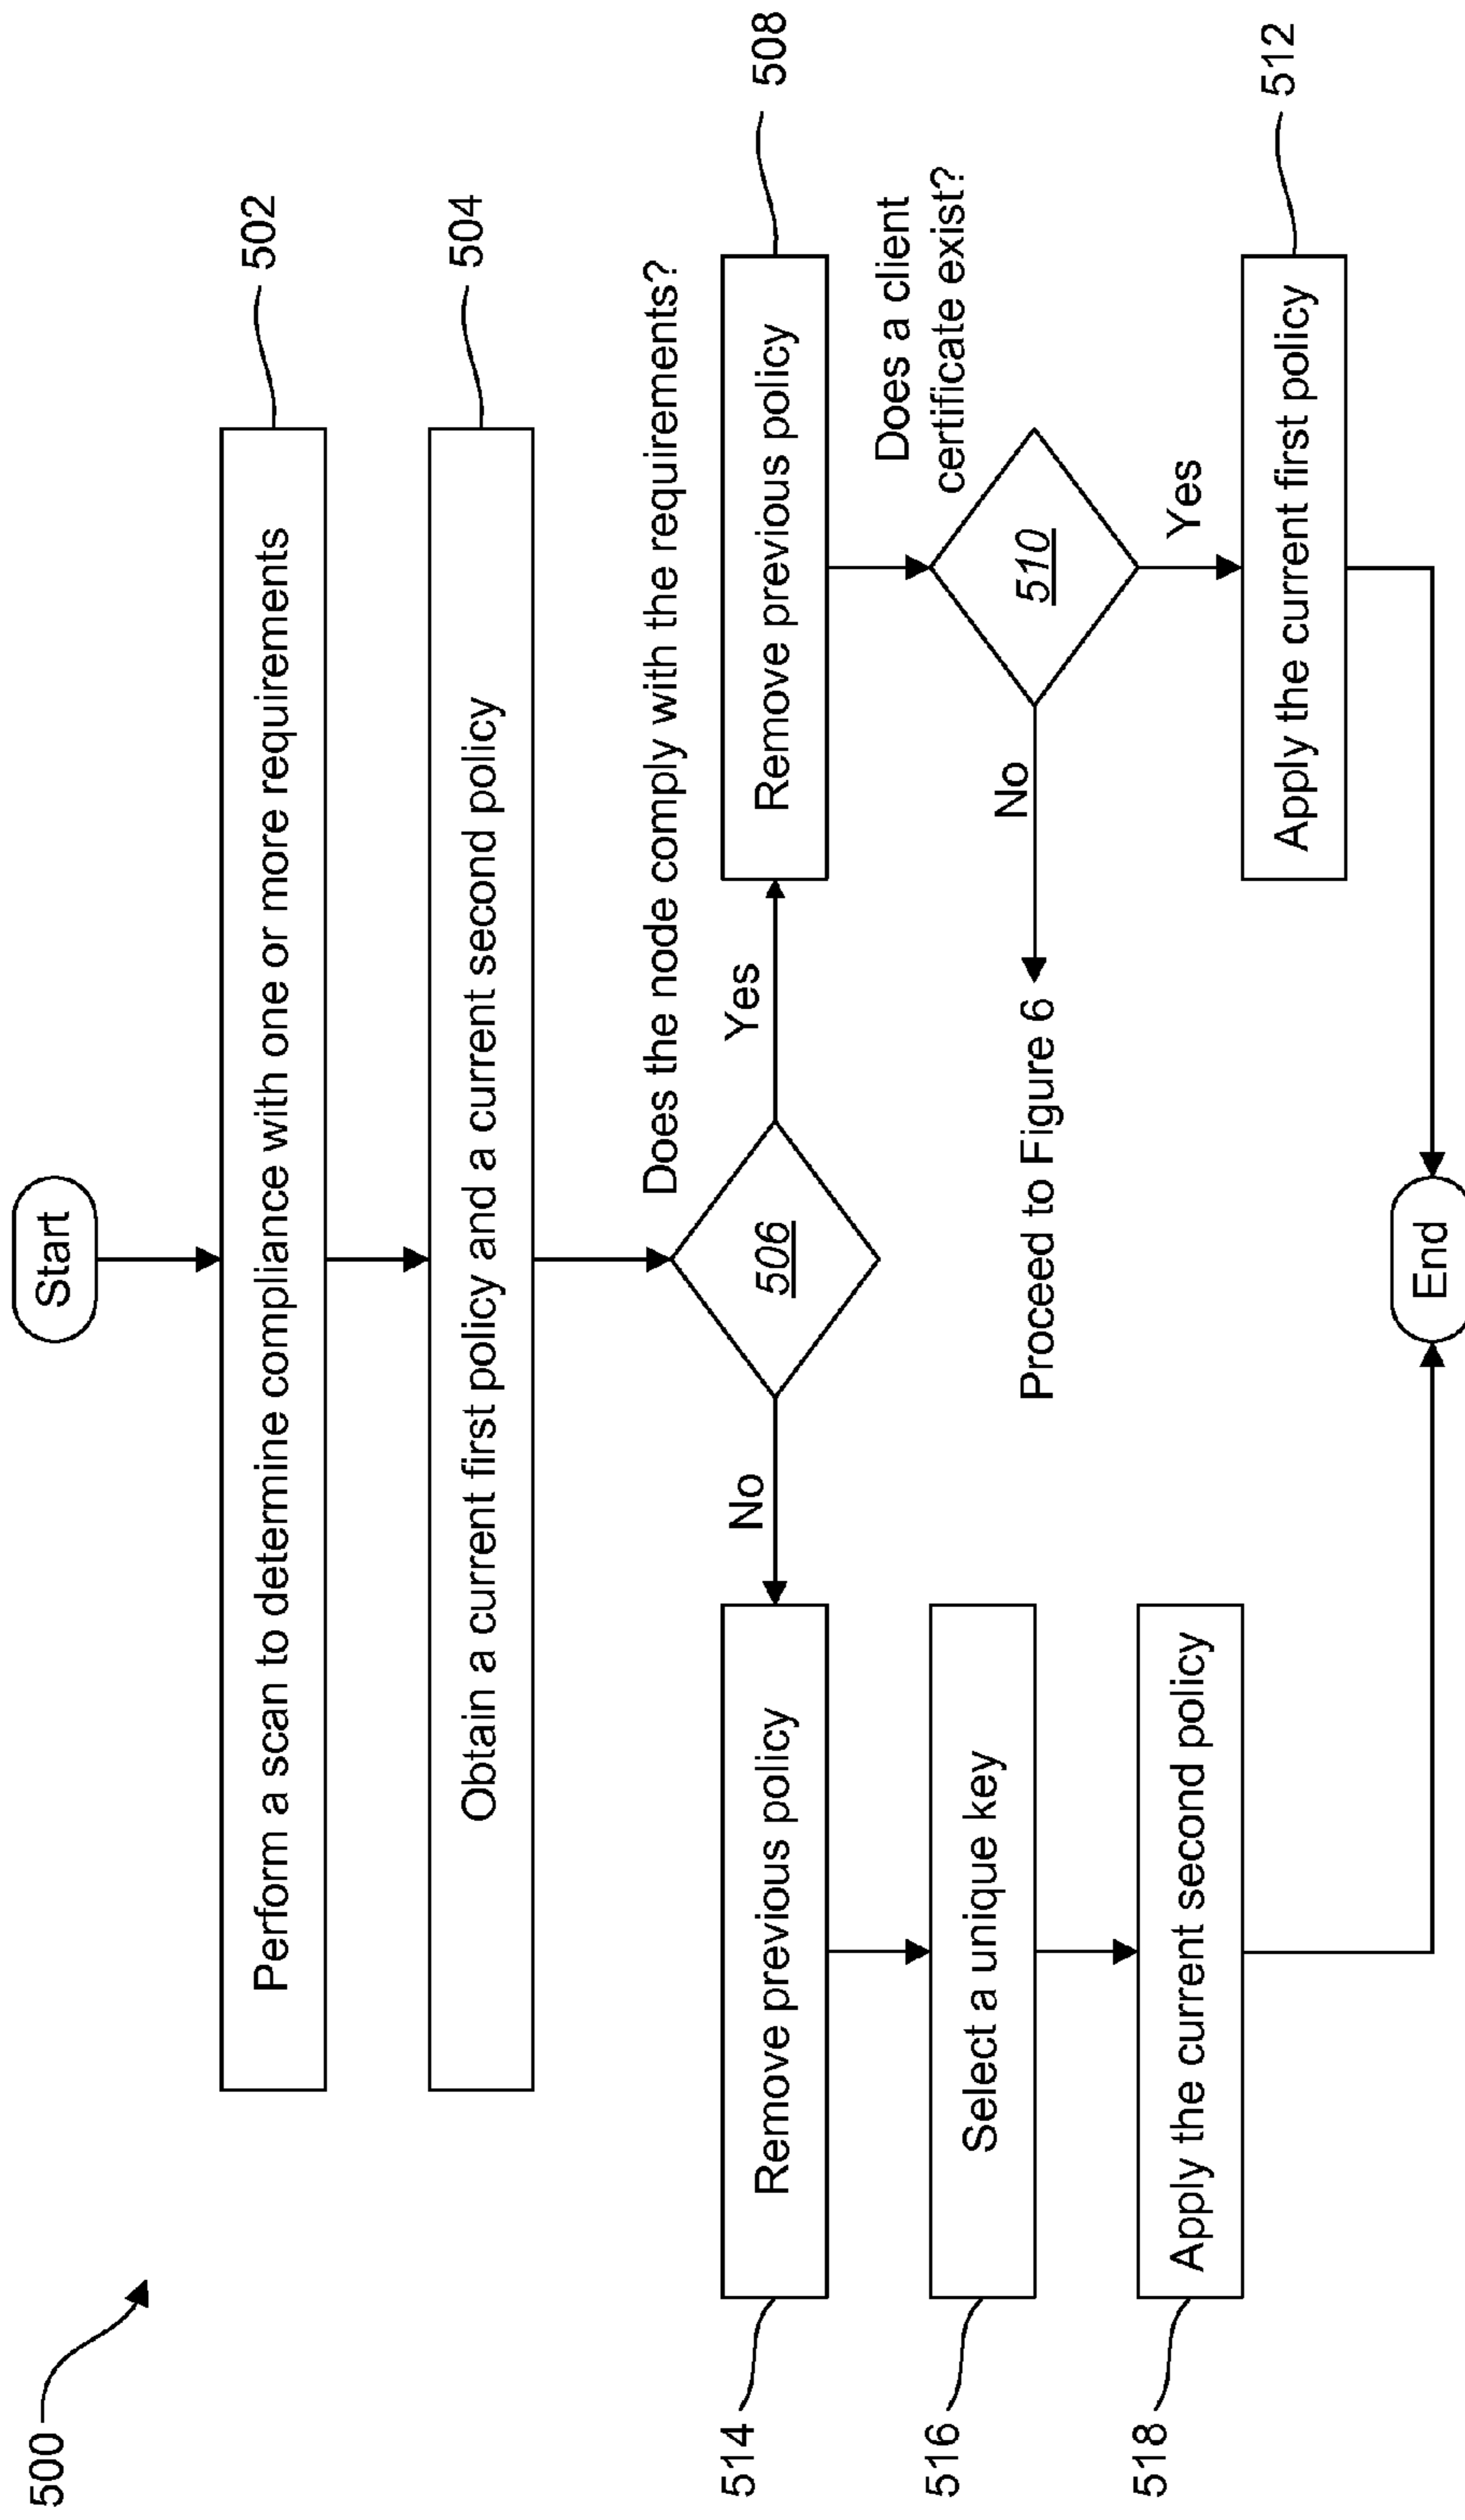 500
Start
Perform a scan to determine compliance with one or more requirements
502
Obtain a current first policy and a current second policy
504
Does the node comply with the requirements?
506
No
Yes
514
Remove previous policy
Remove previous policy
508
Does a client
certificate exist?
516
Select a unique key
Proceed to Figure 6
No
510
Yes
518
Apply the current second policy
Apply the current first policy
512
End